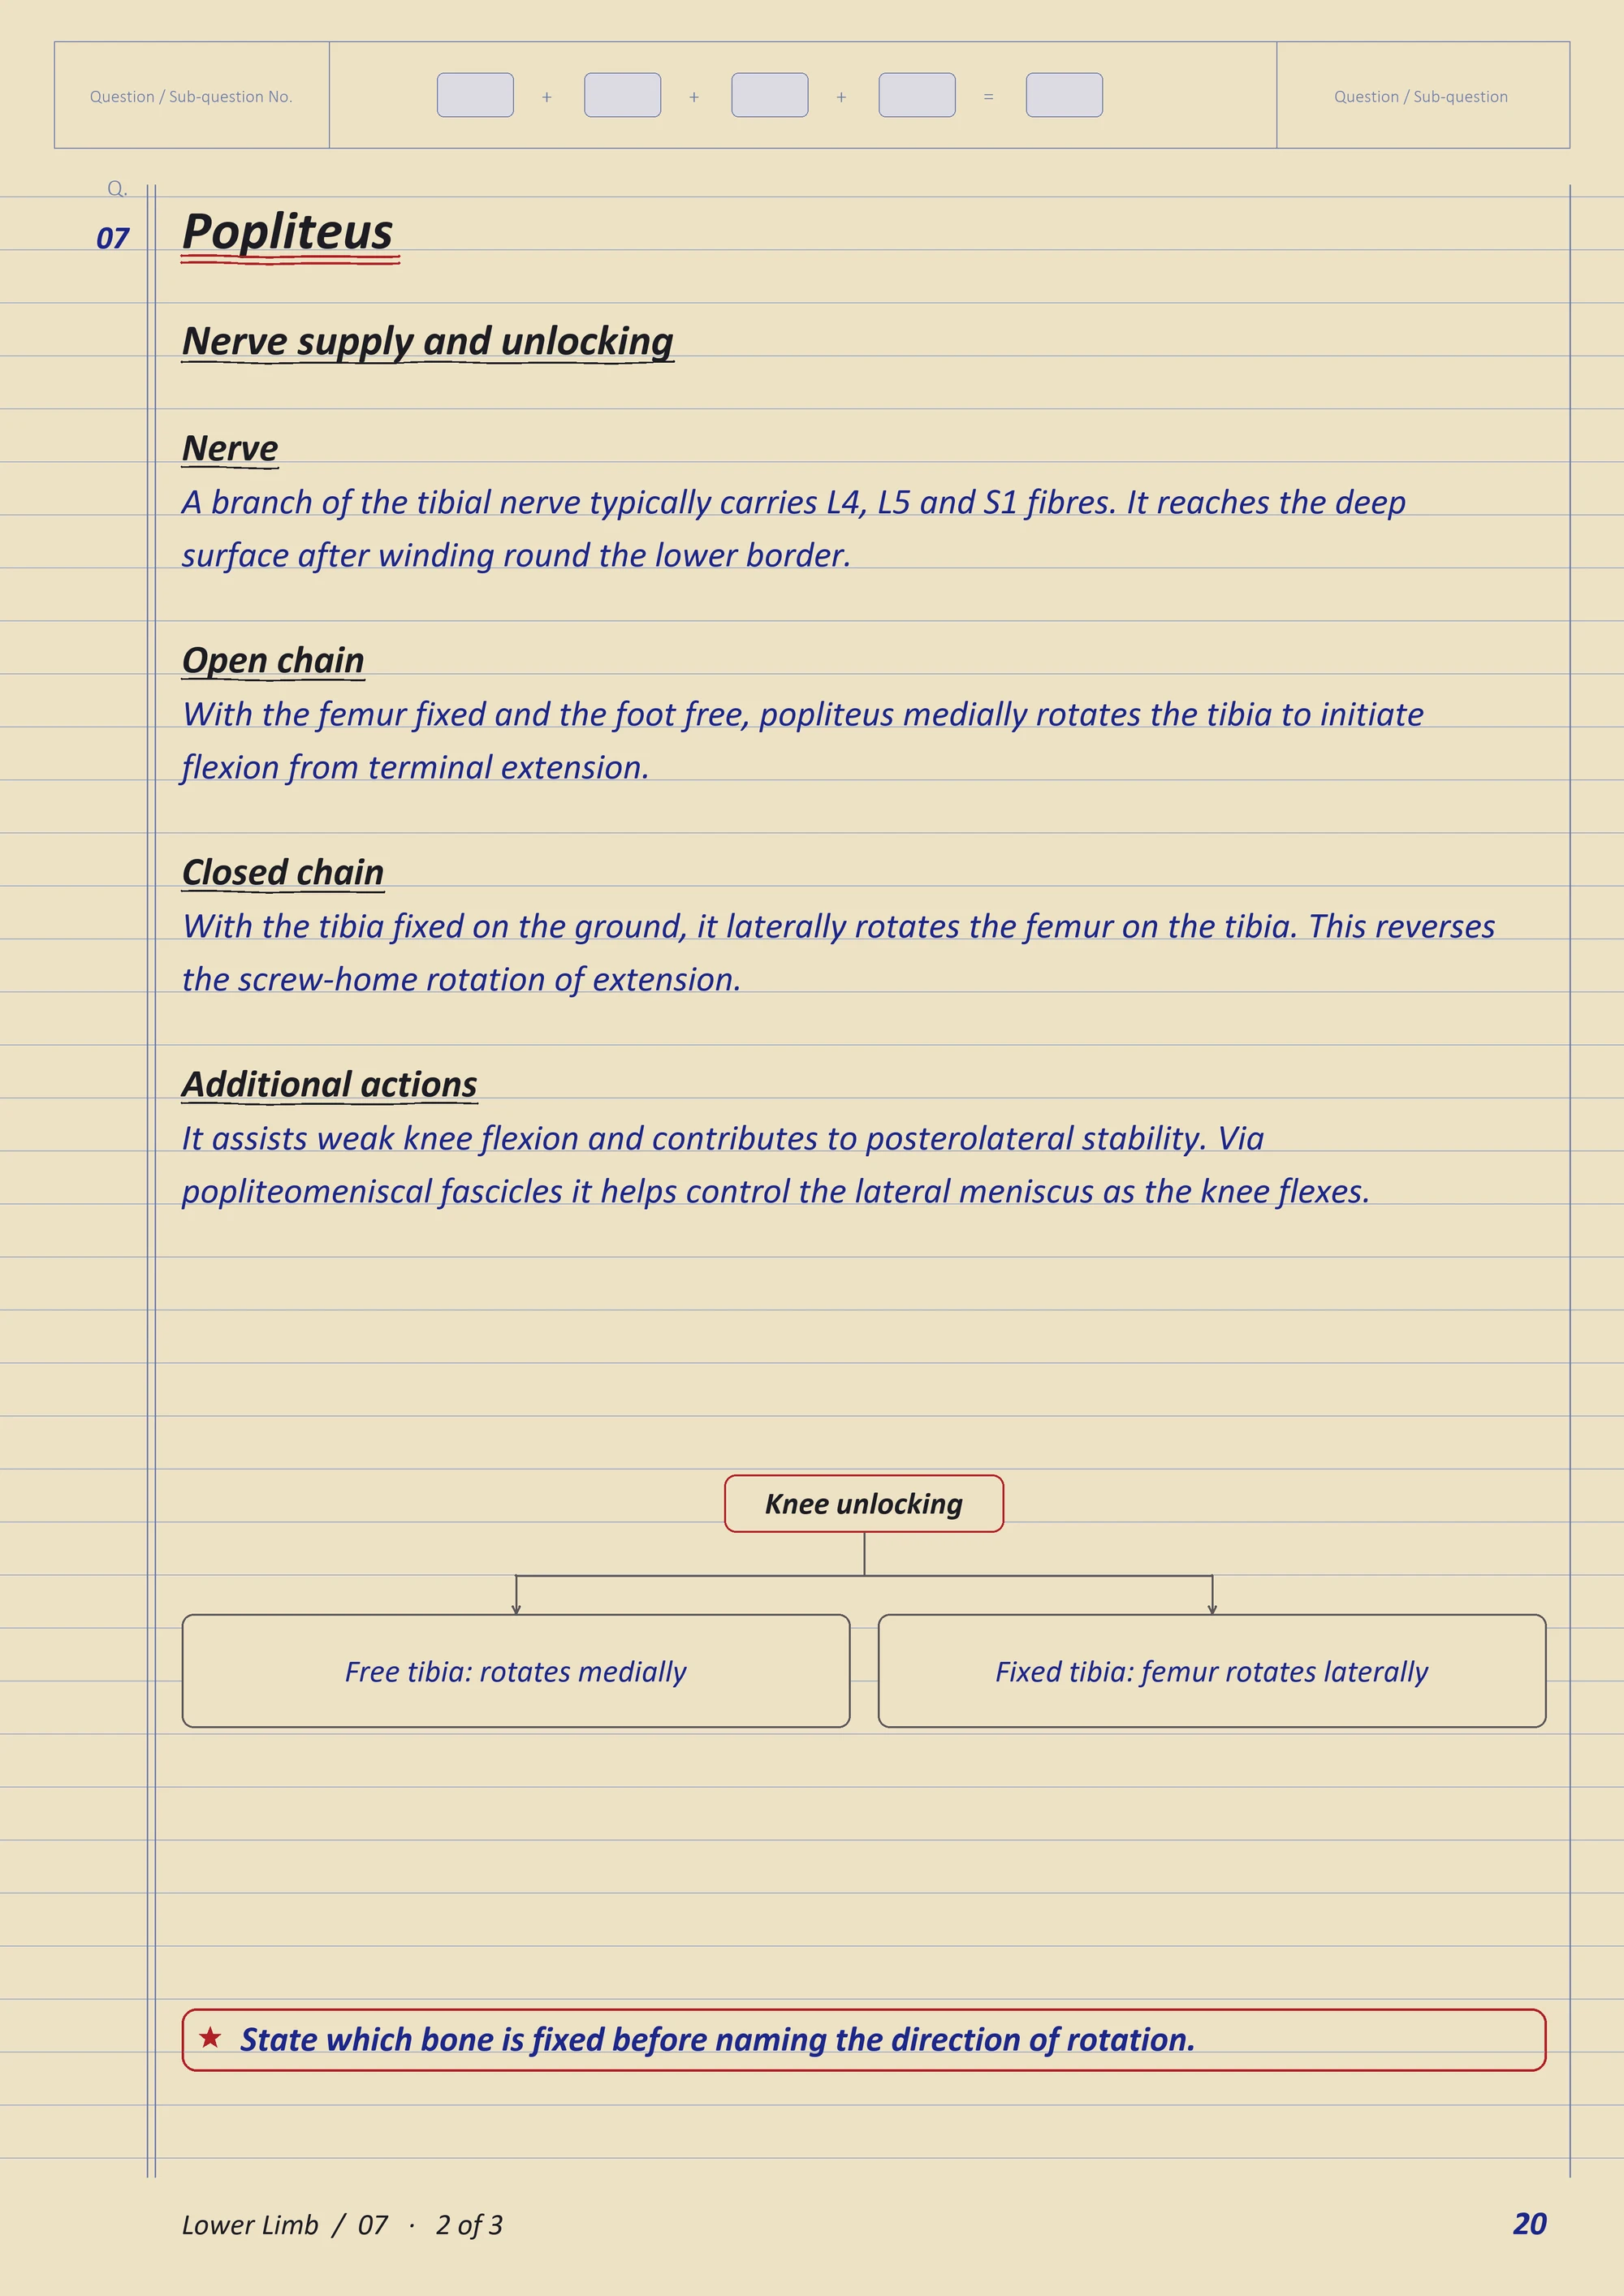 Question / Sub-question No.
+ + + =
Question / Sub-question
Q.
07
Popliteus
Nerve supply and unlocking
Nerve
A branch of the tibial nerve typically carries L4, L5 and S1 fibres. It reaches the deep
surface after winding round the lower border.
Open chain
With the femur fixed and the foot free, popliteus medially rotates the tibia to initiate
flexion from terminal extension.
Closed chain
With the tibia fixed on the ground, it laterally rotates the femur on the tibia. This reverses
the screw-home rotation of extension.
Additional actions
It assists weak knee flexion and contributes to posterolateral stability. Via
popliteomeniscal fascicles it helps control the lateral meniscus as the knee flexes.
Knee unlocking
Free tibia: rotates medially
Fixed tibia: femur rotates laterally
★ State which bone is fixed before naming the direction of rotation.
Lower Limb / 07 · 2 of 3
20